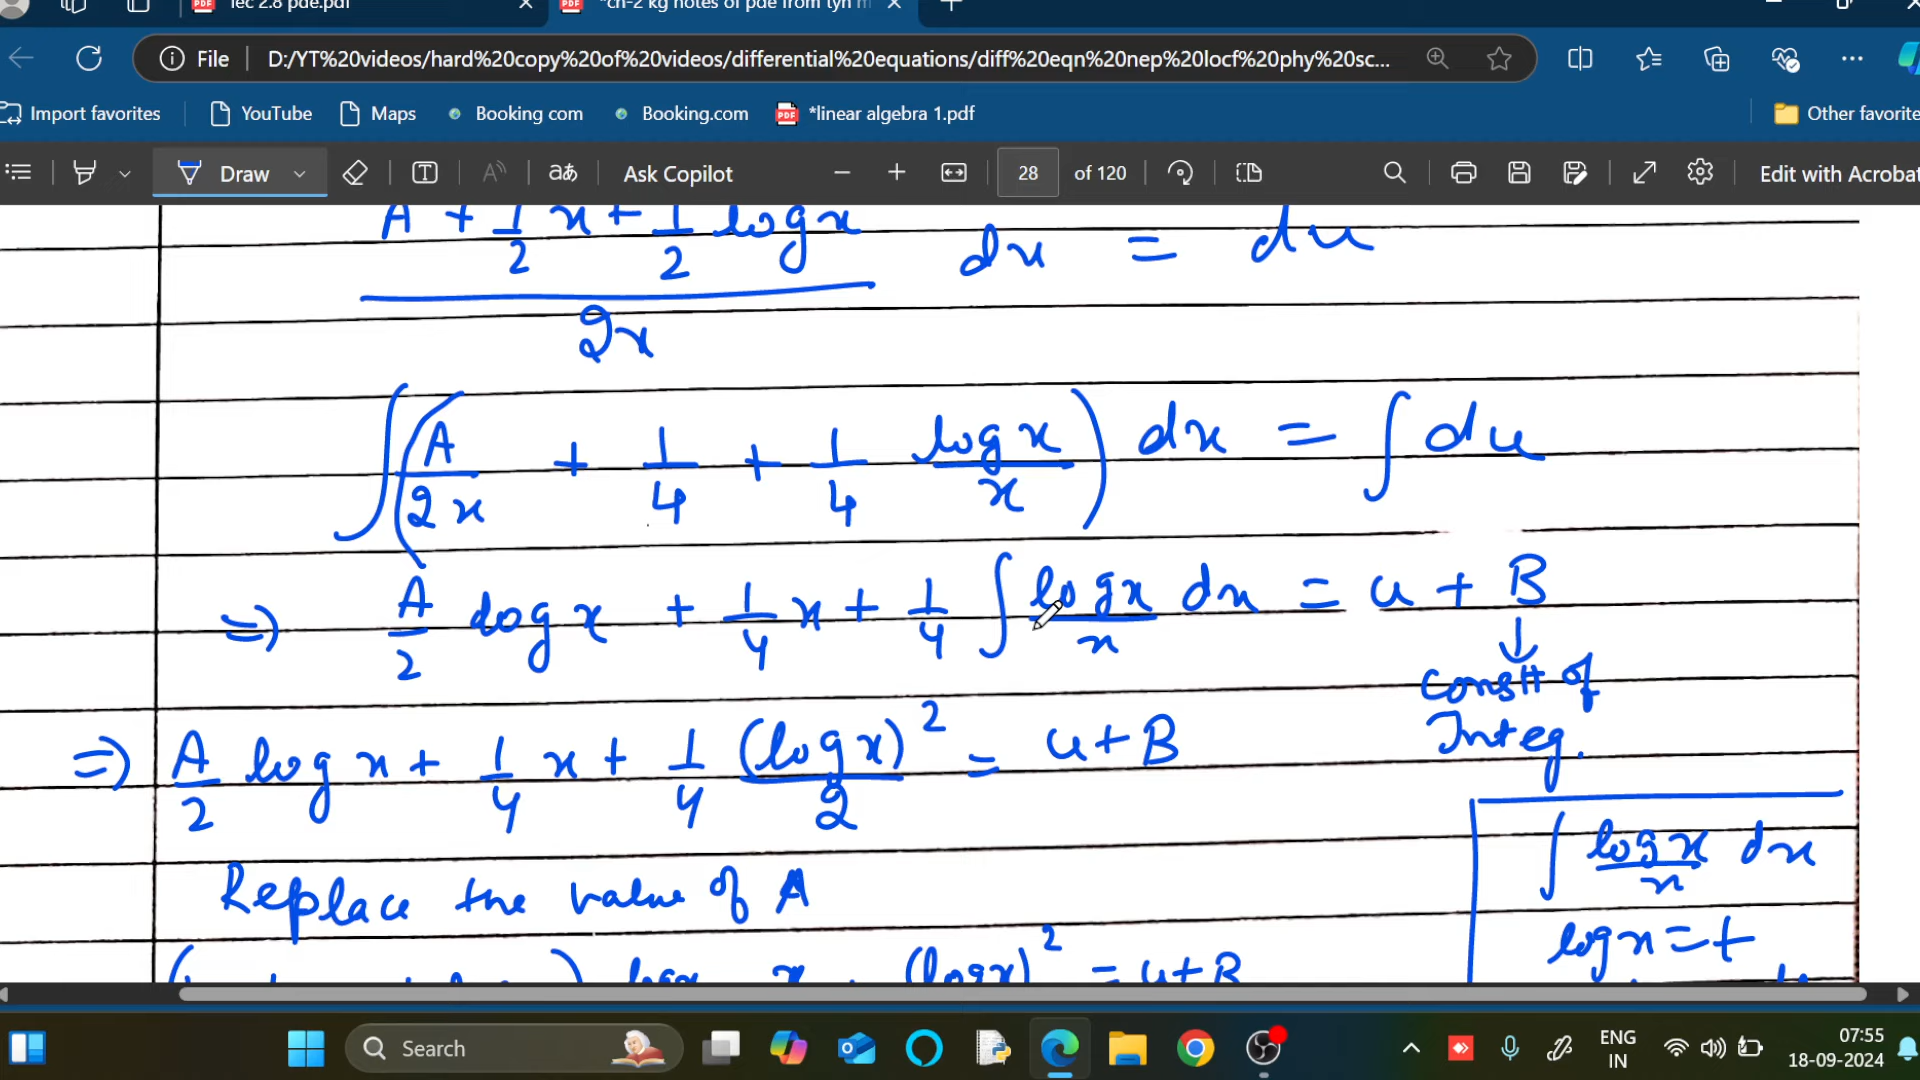 lec 2.8 pde.pdf
*ch-2 kg notes of pde from tyn m
File D:/YT%20videos/hard%20copy%20of%20videos/differential%20equations/diff%20eqn%20nep%20locf%20phy%20sc...
Import favorites YouTube Maps Booking com Booking.com *linear algebra 1.pdf Other favorite
Draw Ask Copilot 28 of 120 Edit with Acrobat
A + 1/2 x + 1/2 log x
2x
dx = du
∫(A/2x + 1/4 + 1/4 log x/x) dx = ∫du
⇒ A/2 log x + 1/4 x + 1/4 ∫ log x/x dx = u + B
↓
constt of
Integ.
⇒ A/2 log x + 1/4 x + 1/4 (log x)²/2 = u + B
Replace the value of A
∫ log x/x dx
log x = t
log x x (log x)² = u + B
Search
ENG
IN
07:55
18-09-2024